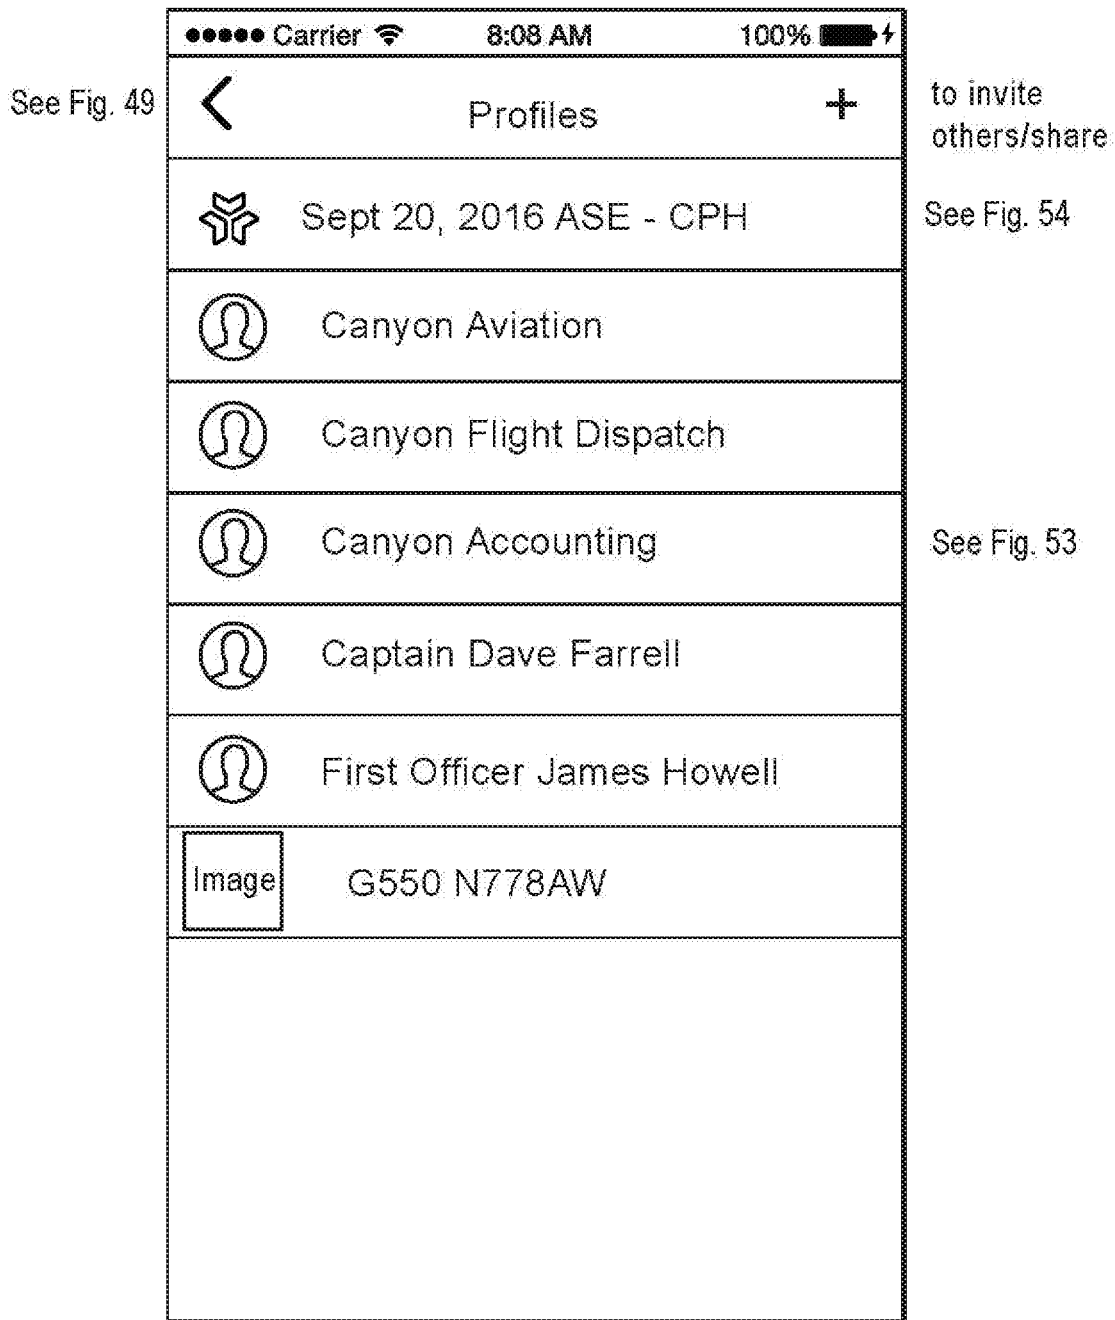 Carrier 8:08 AM 100%
See Fig. 49 Profiles + to invite
others/share
Sept 20, 2016 ASE - CPH See Fig. 54
Canyon Aviation
Canyon Flight Dispatch
Canyon Accounting See Fig. 53
Captain Dave Farrell
First Officer James Howell
Image G550 N778AW